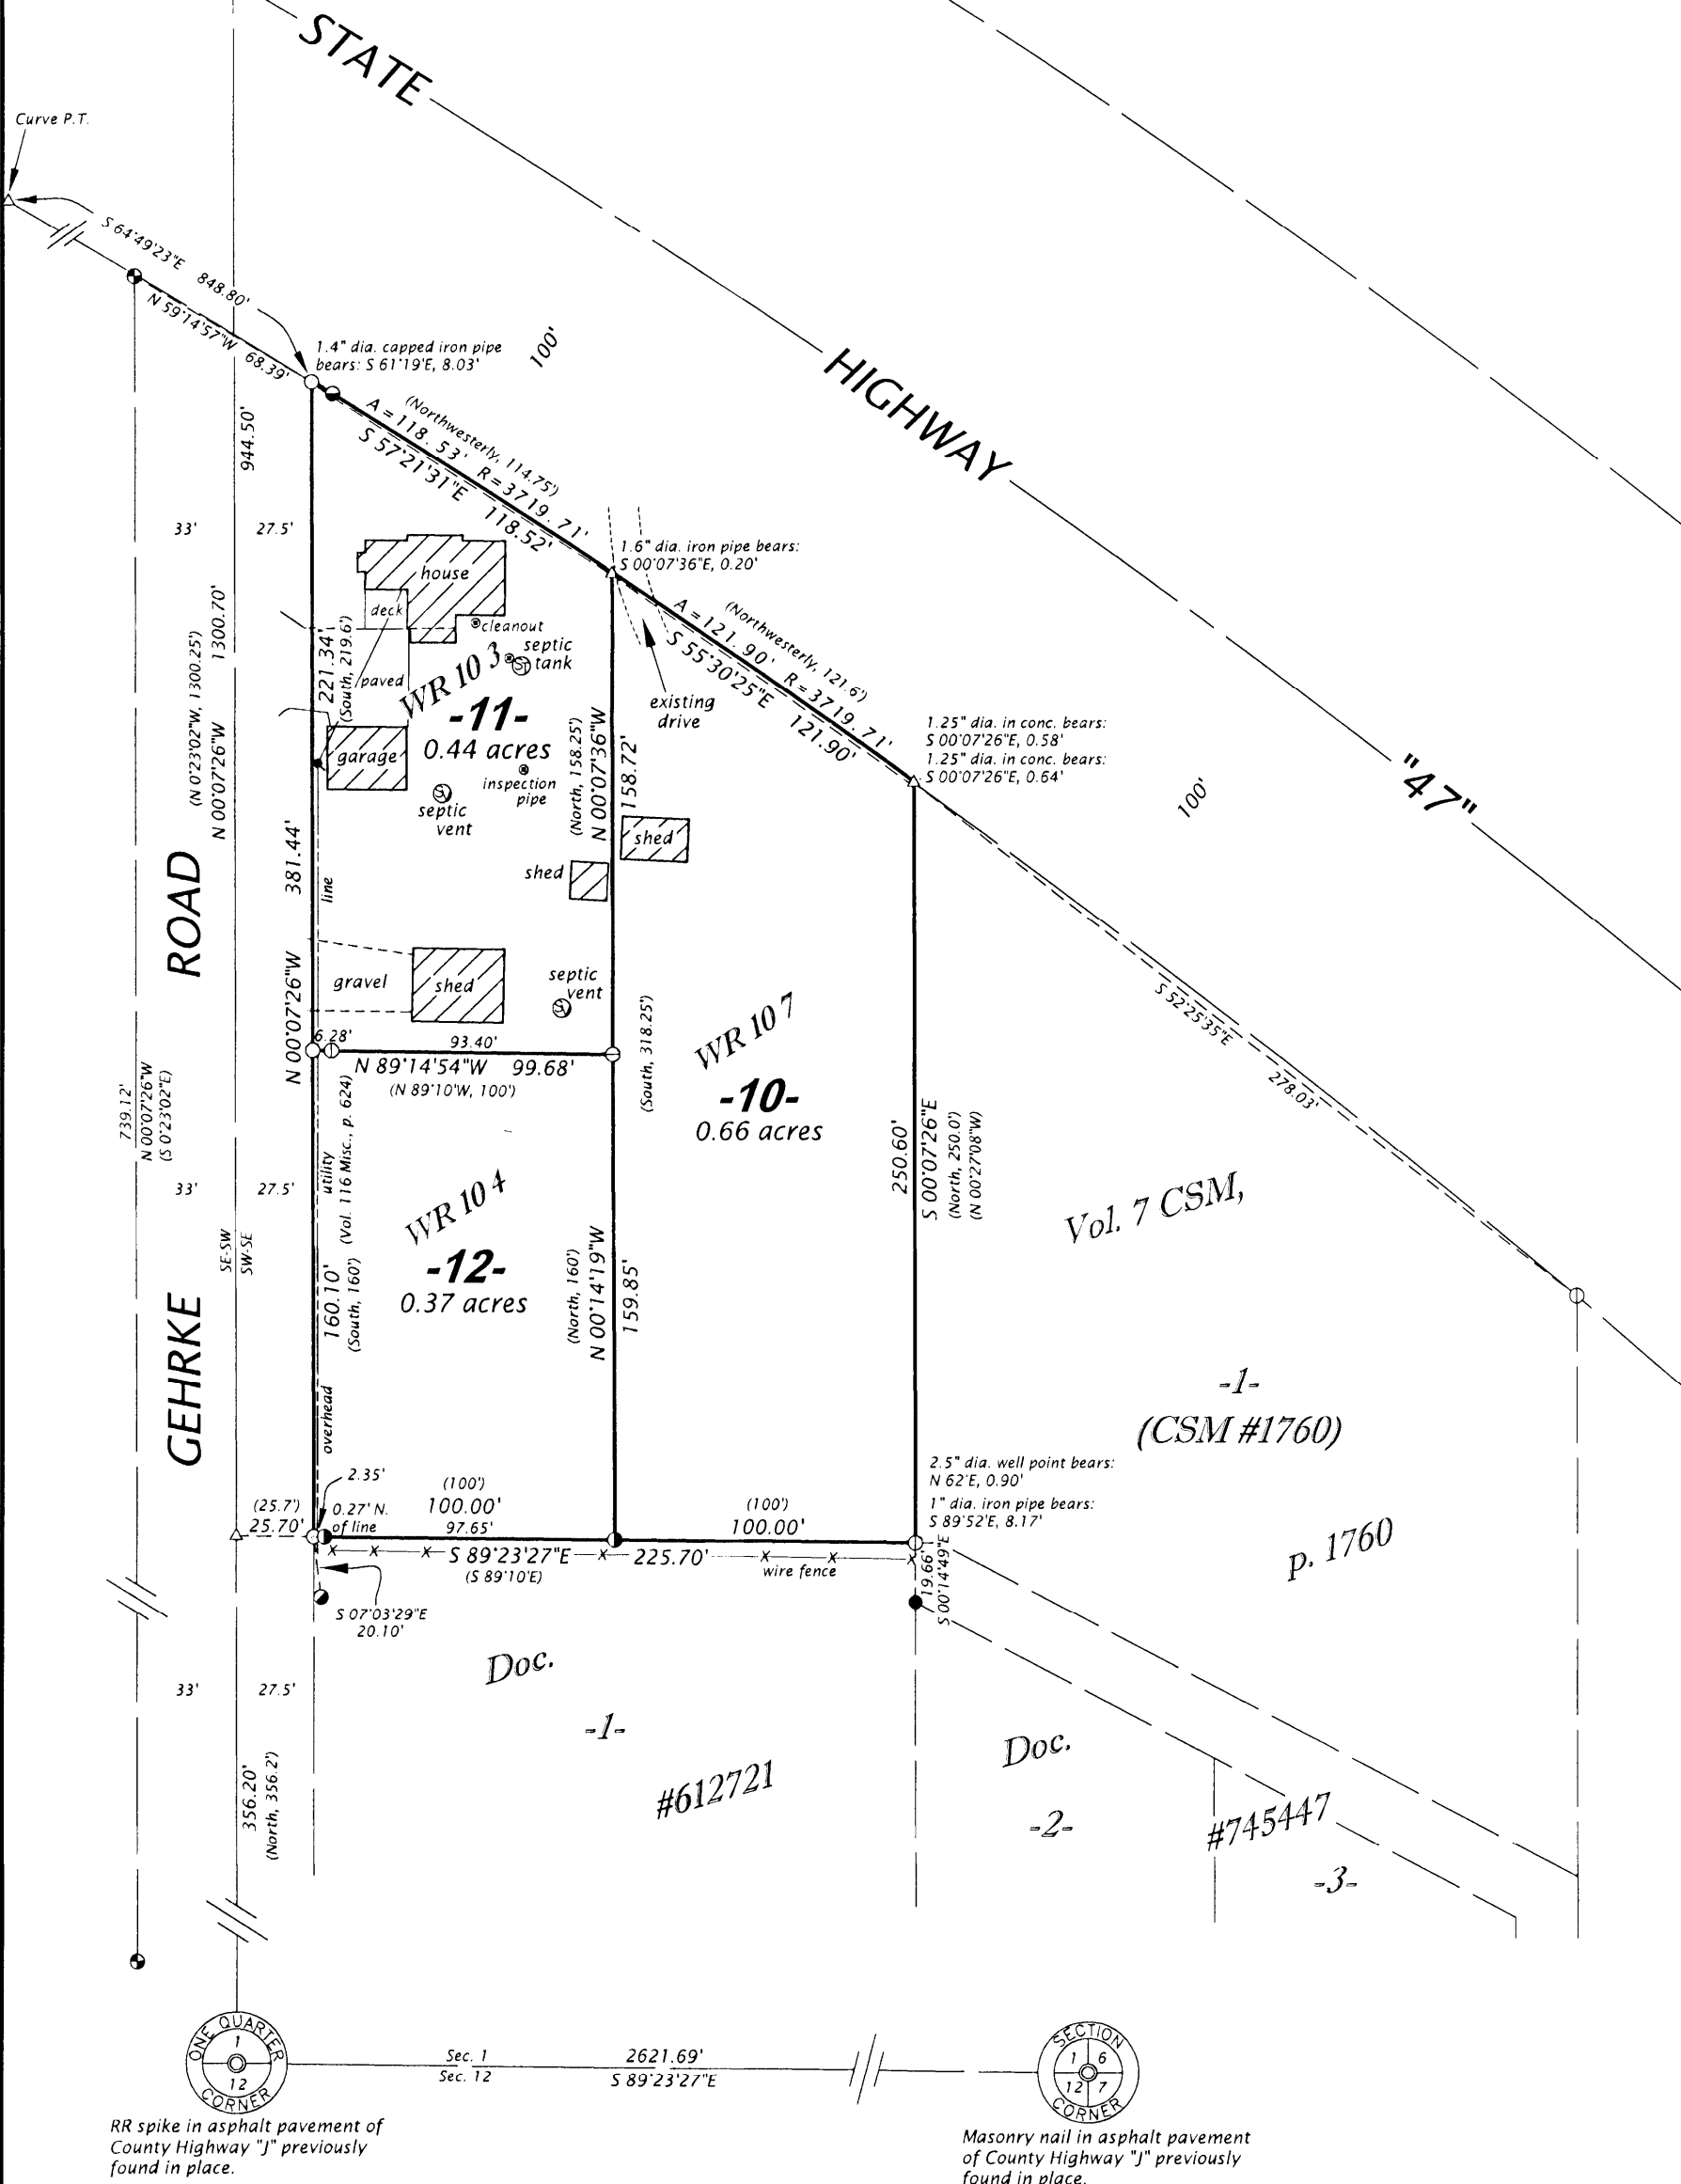 STATE
HIGHWAY
"47"
Curve P.T.
S 64°49'23"E 848.80'
N 59°14'57"W 68.39'
1.4" dia. capped iron pipe
bears: S 61°19'E, 8.03'
100'
944.50'
(Northwesterly, 114.75')
A = 118.53' R = 3719.71'
S 57°21'31"E 118.52'
33'
27.5'
1.6" dia. iron pipe bears:
S 00°07'36"E, 0.20'
house
deck
cleanout
septic
tank
ST
paved
WR 103
-11-
0.44 acres
garage
inspection
pipe
septic
vent
SV
existing
drive
(Northwesterly, 121.6')
A = 121.90' R = 3719.71'
S 55°30'25"E 121.90'
1.25" dia. in conc. bears:
S 00°07'26"E, 0.58'
1.25" dia. in conc. bears:
S 00°07'26"E, 0.64'
100'
(N 0°23'02"W, 1300.25')
N 00°07'26"W 1300.70'
221.34'
(South, 219.6')
(North, 158.25')
N 00°07'36"W
158.72'
shed
shed
N 00°07'26"W 381.44'
line
gravel
shed
septic
vent
SV
GEHRKE ROAD
6.28'
93.40'
N 89°14'54"W 99.68'
(N 89°10'W, 100')
(South, 318.25')
WR 107
-10-
0.66 acres
S 52°25'35"E
278.03'
739.12'
N 00°07'26"W
(S 0°23'02"E)
250.60'
S 00°07'26"E
(North, 250.0')
(N 00°27'08"W)
33'
27.5'
utility
(Vol. 116 Misc., p. 624)
WR 104
-12-
0.37 acres
SE-SW
SW-SE
160.10'
(South, 160')
(North, 160')
N 00°14'19"W
159.85'
Vol. 7 CSM,
-1-
(CSM #1760)
p. 1760
overhead
2.35'
(25.7')
25.70'
0.27' N.
of line
(100')
100.00'
97.65'
(100')
100.00'
S 89°23'27"E 225.70'
(S 89°10'E)
wire fence
2.5" dia. well point bears:
N 62°E, 0.90'
1" dia. iron pipe bears:
S 89°52'E, 8.17'
19.66'
S 00°14'49"E
S 07°03'29"E
20.10'
33'
27.5'
Doc.
-1-
#612721
Doc.
-2-
#745447
-3-
356.20'
(North, 356.2')
ONE QUARTER
1
12
CORNER
Sec. 1
Sec. 12
2621.69'
S 89°23'27"E
SECTION
1 6
12 7
CORNER
RR spike in asphalt pavement of
County Highway "J" previously
found in place.
Masonry nail in asphalt pavement
of County Highway "J" previously
found in place.